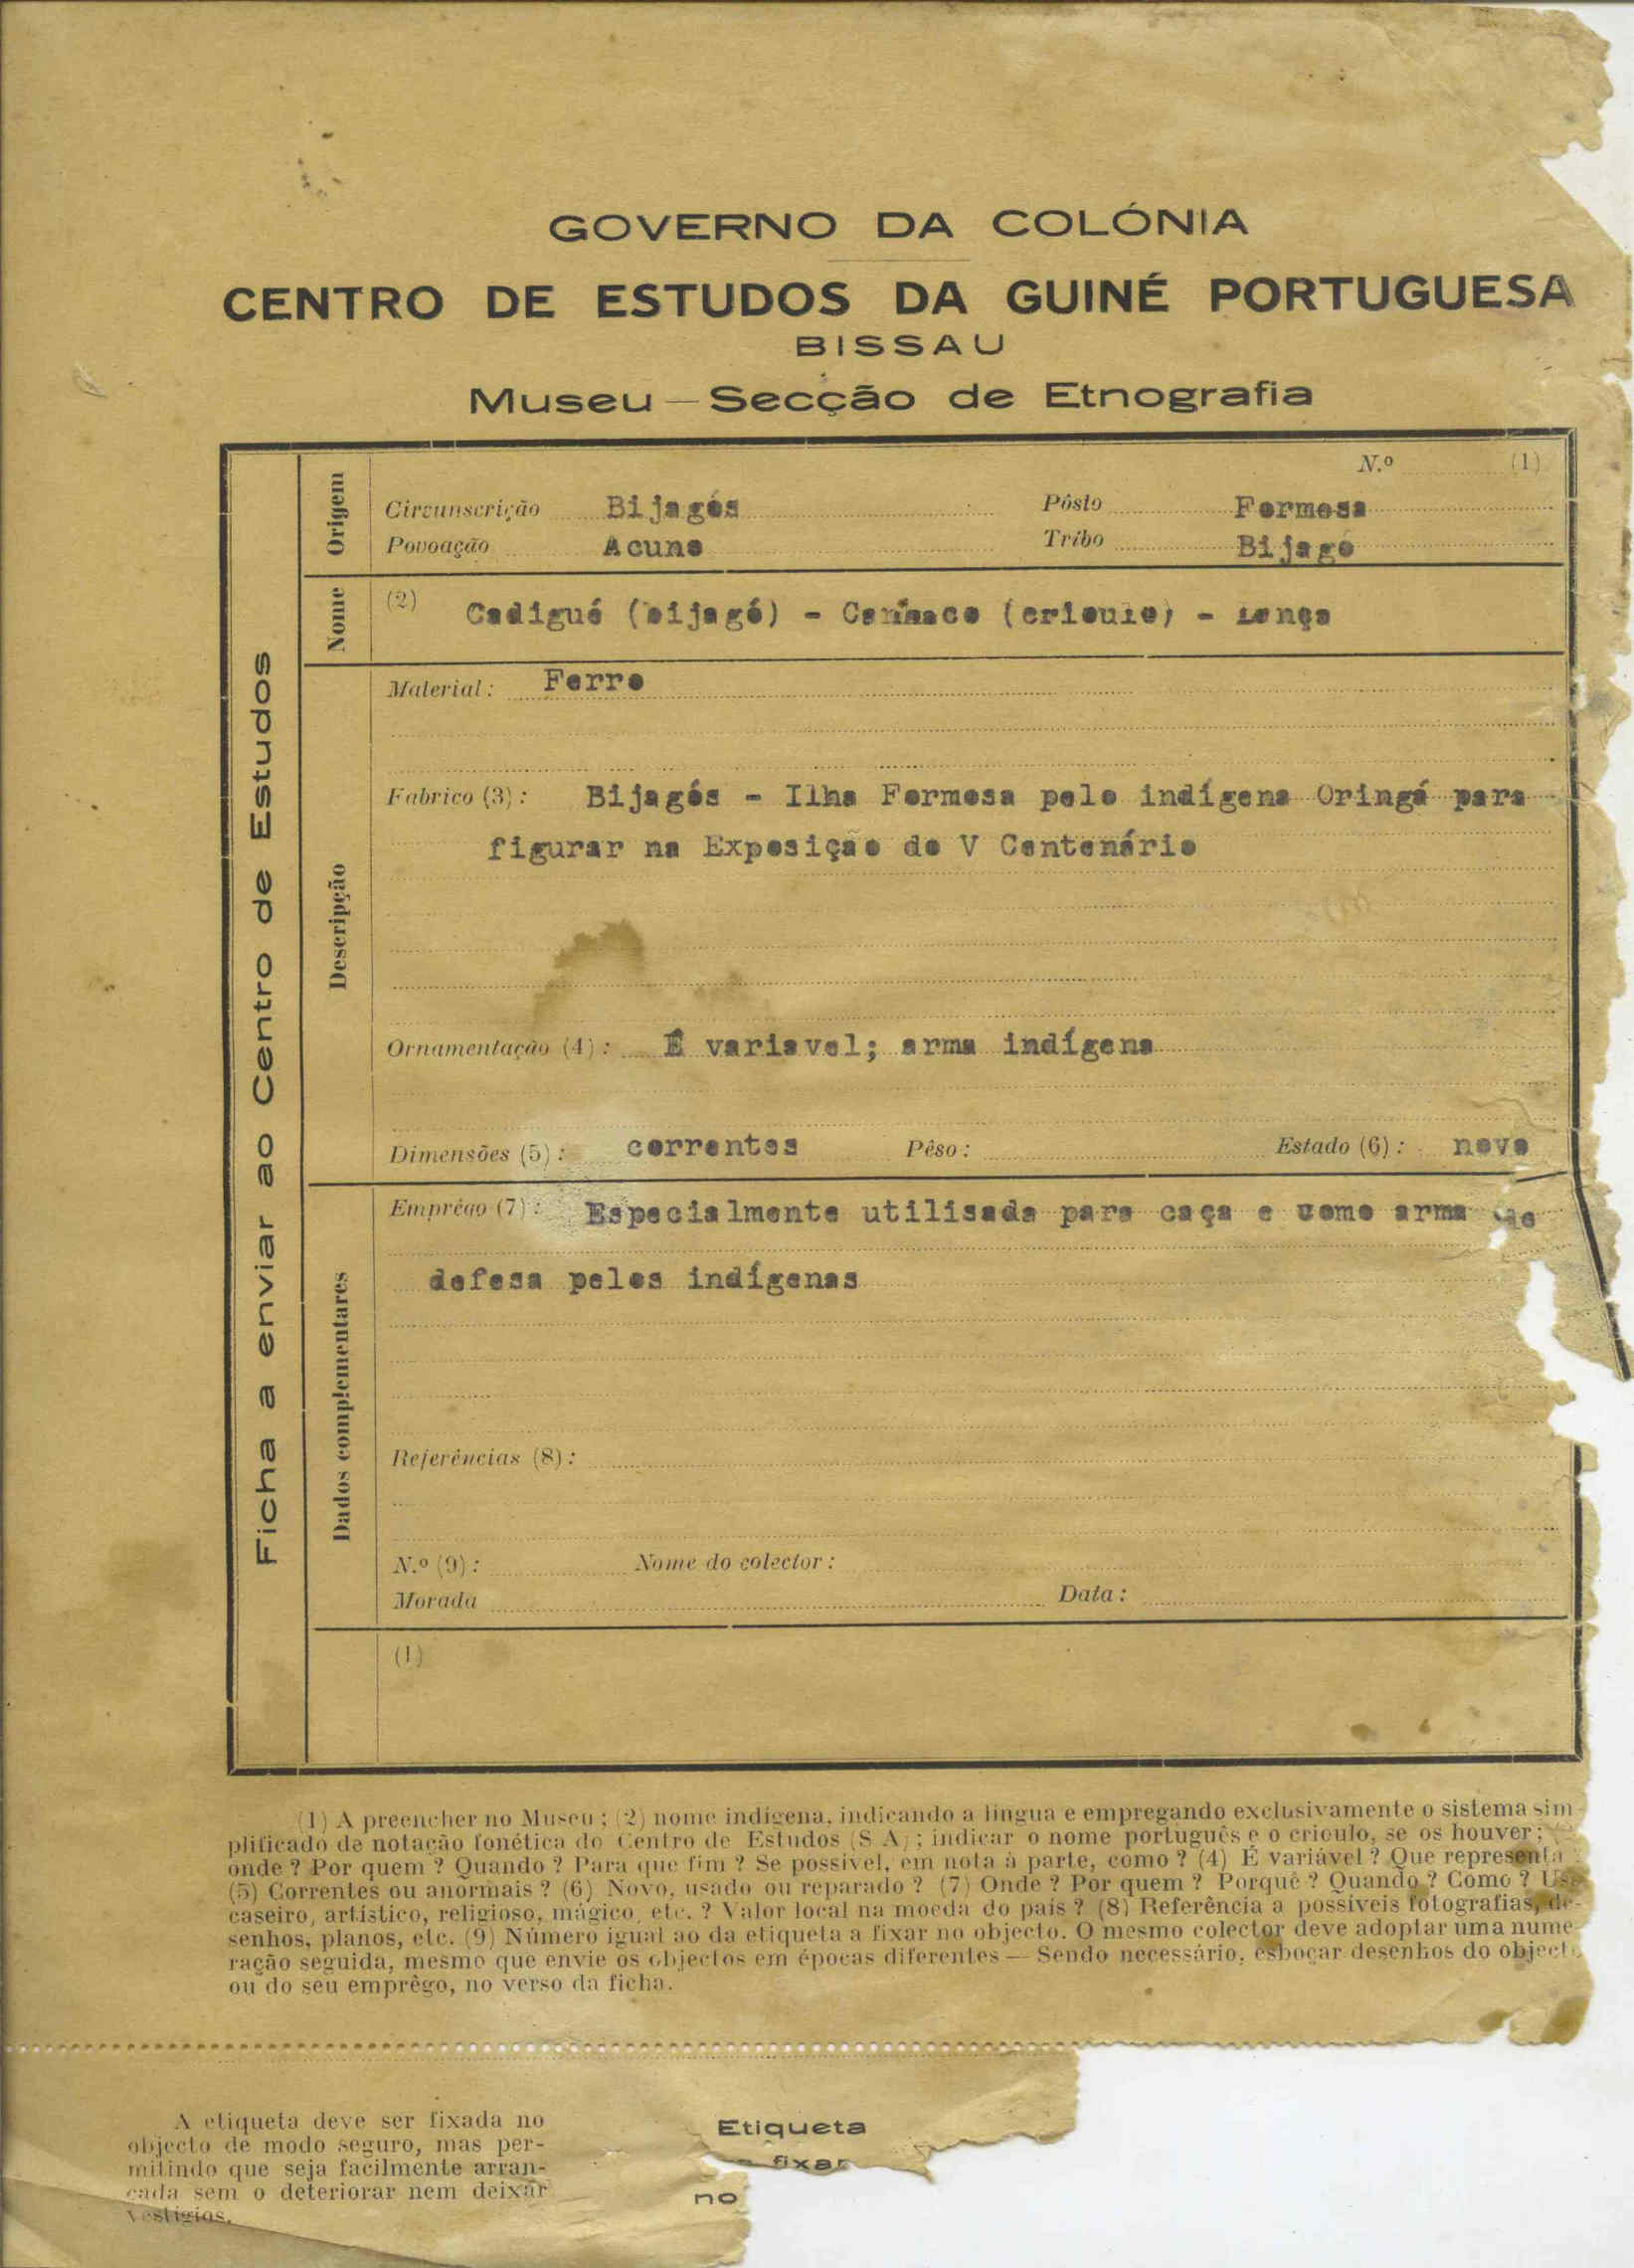 GOVERNO DA COLÓNIA
CENTRO DE ESTUDOS DA GUINÉ PORTUGUESA
BISSAU
Museu — Secção de Etnografia
Ficha a enviar ao Centro de Estudos
Origem
N.º (1)
Circunscrição Bijagós Pôsto Formosa
Povoação Acuno Tribo Bijagó
Nome
(2) Cadigué (bijagó) - (crioulo) - Lança
Descripção
Material: Ferro
Fabrico (3): Bijagós - Ilha Formosa pelo indígena Oringá para
figurar na Exposição do V Centenário
Ornamentação (4): É variavel; arma indígena
Dimensões (5): correntes Pêso: Estado (6): novo
Dados complementares
Emprêgo (7): Especialmente utilisada para caça e como arma de
defesa pelos indígenas
Referências (8):
N.º (9): Nome do colector:
Morada Data:
(1)
(1) A preencher no Museu; (2) nome indígena, indicando a língua e empregando exclusivamente o sistema sim-
plificado de notação fonética do Centro de Estudos (S A); indicar o nome português e o crioulo, se os houver;
onde? Por quem? Quando? Para que fim? Se possível, em nota à parte, como? (4) É variável? Que representa
(5) Correntes ou anormais? (6) Novo, usado ou reparado? (7) Onde? Por quem? Porquê? Quando? Como? Uso
caseiro, artístico, religioso, mágico, etc.? Valor local na moeda do país? (8) Referência a possíveis fotografias, de-
senhos, planos, etc. (9) Número igual ao da etiqueta a fixar no objecto. O mesmo colector deve adoptar uma nume
ração seguida, mesmo que envie os objectos em épocas diferentes — Sendo necessário, esboçar desenhos do object
ou do seu emprêgo, no verso da ficha.
A etiqueta deve ser fixada no
objecto de modo seguro, mas per-
mitindo que seja facilmente arran-
cada sem o deteriorar nem deixar
vestígios.
Etiqueta
fixar
no